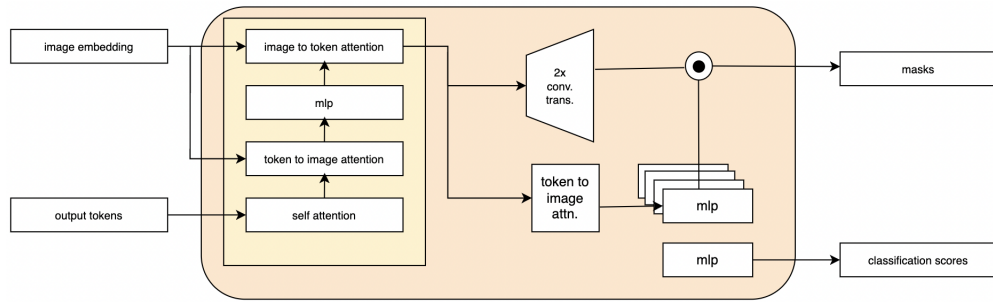 image embedding
output tokens
image to token attention
mlp
token to image attention
self attention
2x
conv.
trans.
token to
image
attn.
mlp
mlp
masks
classification scores